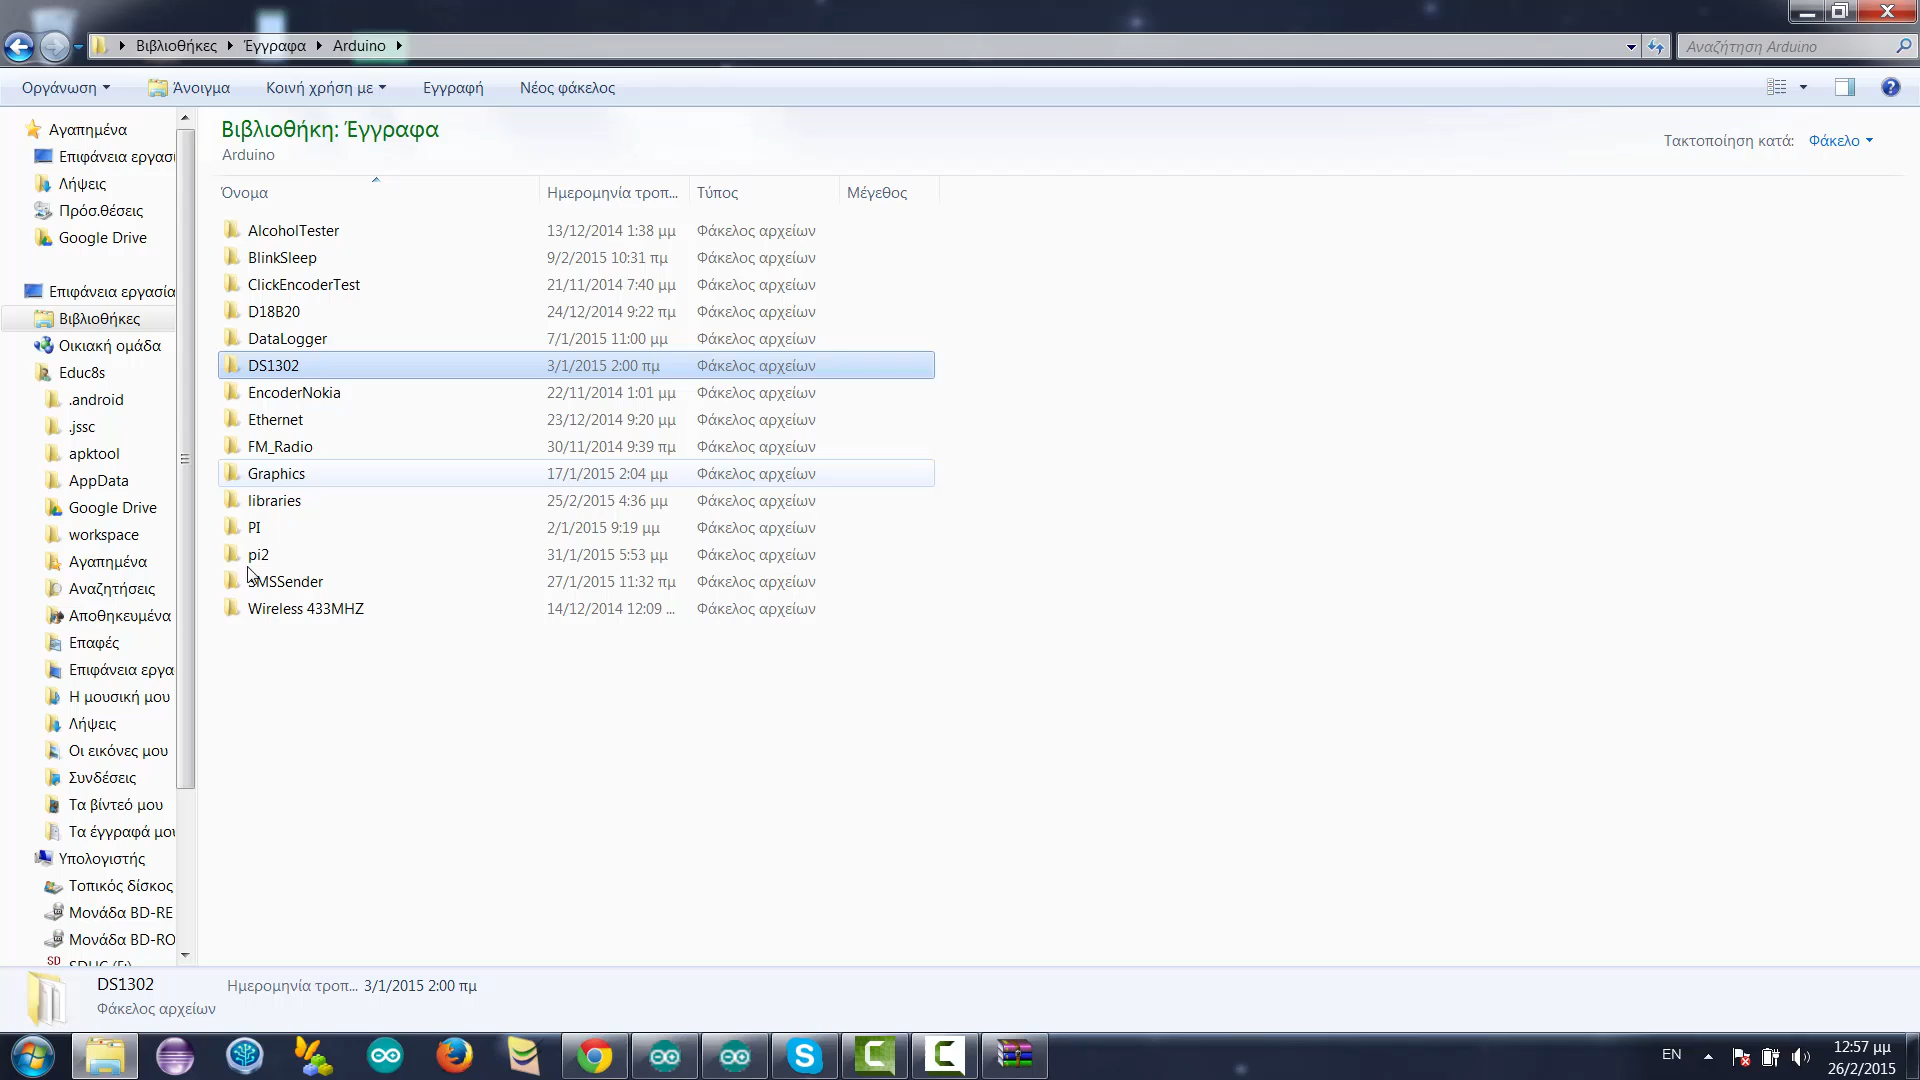 Βιβλιοθήκες Έγγραφα Arduino
Αναζήτηση Arduino
Οργάνωση Άνοιγμα Κοινή χρήση με Εγγραφή Νέος φάκελος
Βιβλιοθήκη: Έγγραφα
Arduino
Τακτοποίηση κατά: Φάκελο
Όνομα Ημερομηνία τροπ... Τύπος Μέγεθος
AlcoholTester 13/12/2014 1:38 μμ Φάκελος αρχείων
BlinkSleep 9/2/2015 10:31 πμ Φάκελος αρχείων
ClickEncoderTest 21/11/2014 7:40 μμ Φάκελος αρχείων
D18B20 24/12/2014 9:22 πμ Φάκελος αρχείων
DataLogger 7/1/2015 11:00 μμ Φάκελος αρχείων
DS1302 3/1/2015 2:00 πμ Φάκελος αρχείων
EncoderNokia 22/11/2014 1:01 μμ Φάκελος αρχείων
Ethernet 23/12/2014 9:20 μμ Φάκελος αρχείων
FM_Radio 30/11/2014 9:39 πμ Φάκελος αρχείων
Graphics 17/1/2015 2:04 μμ Φάκελος αρχείων
libraries 25/2/2015 4:36 μμ Φάκελος αρχείων
PI 2/1/2015 9:19 μμ Φάκελος αρχείων
pi2 31/1/2015 5:53 μμ Φάκελος αρχείων
SMSSender 27/1/2015 11:32 πμ Φάκελος αρχείων
Wireless 433MHZ 14/12/2014 12:09 ... Φάκελος αρχείων
Αγαπημένα
Επιφάνεια εργασί
Λήψεις
Πρόσ.θέσεις
Google Drive
Επιφάνεια εργασία
Βιβλιοθήκες
Οικιακή ομάδα
Educ8s
.android
.jssc
apktool
AppData
Google Drive
workspace
Αγαπημένα
Αναζητήσεις
Αποθηκευμένα
Επαφές
Επιφάνεια εργα
Η μουσική μου
Λήψεις
Οι εικόνες μου
Συνδέσεις
Τα βίντεό μου
Τα έγγραφά μου
Υπολογιστής
Τοπικός δίσκος
Μονάδα BD-RE
Μονάδα BD-RO
DS1302 Ημερομηνία τροπ... 3/1/2015 2:00 πμ
Φάκελος αρχείων
EN
12:57 μμ
26/2/2015